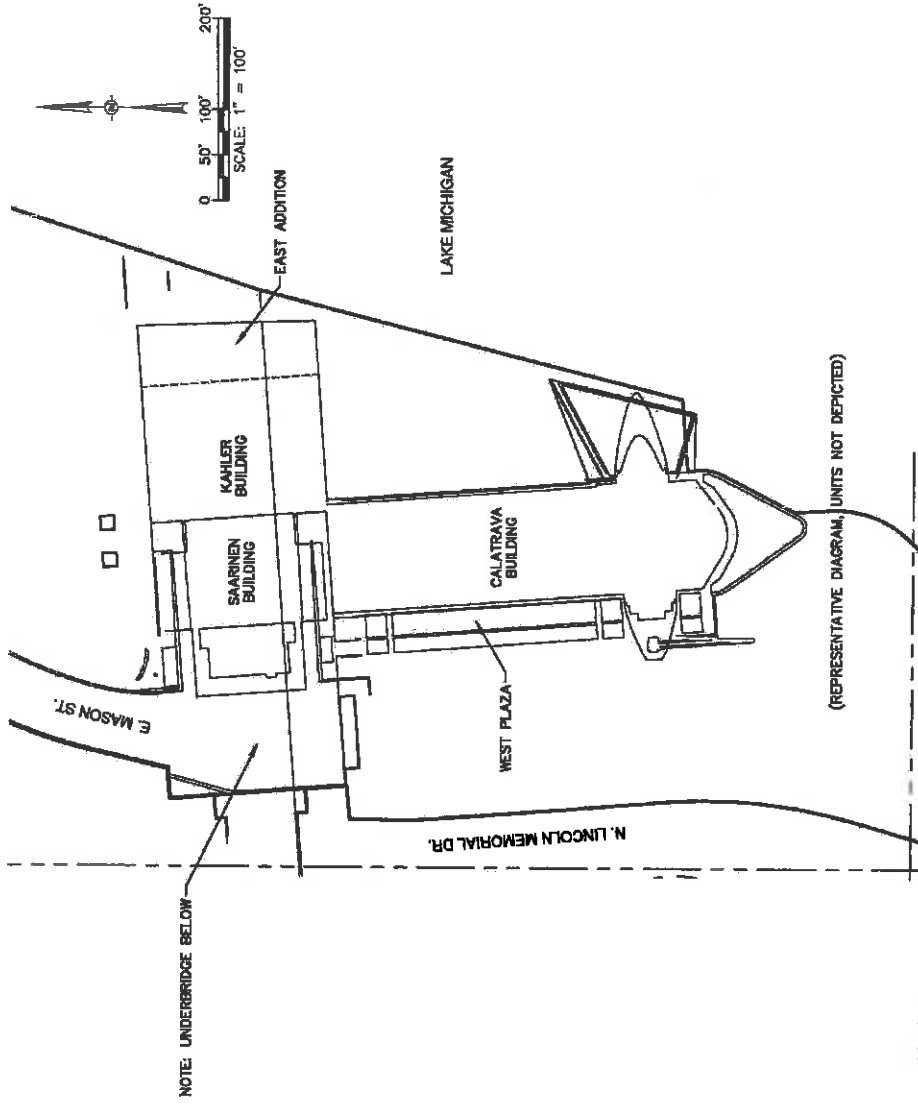 0 50' 100' 200'
SCALE: 1" = 100'
N
EAST ADDITION
LAKE MICHIGAN
KAHLER
BUILDING
SAARINEN
BUILDING
E. MASON ST.
CALATRAVA
BUILDING
WEST PLAZA
NOTE: UNDERBRIDGE BELOW
N. LINCOLN MEMORIAL DR.
(REPRESENTATIVE DIAGRAM, UNITS NOT DEPICTED)